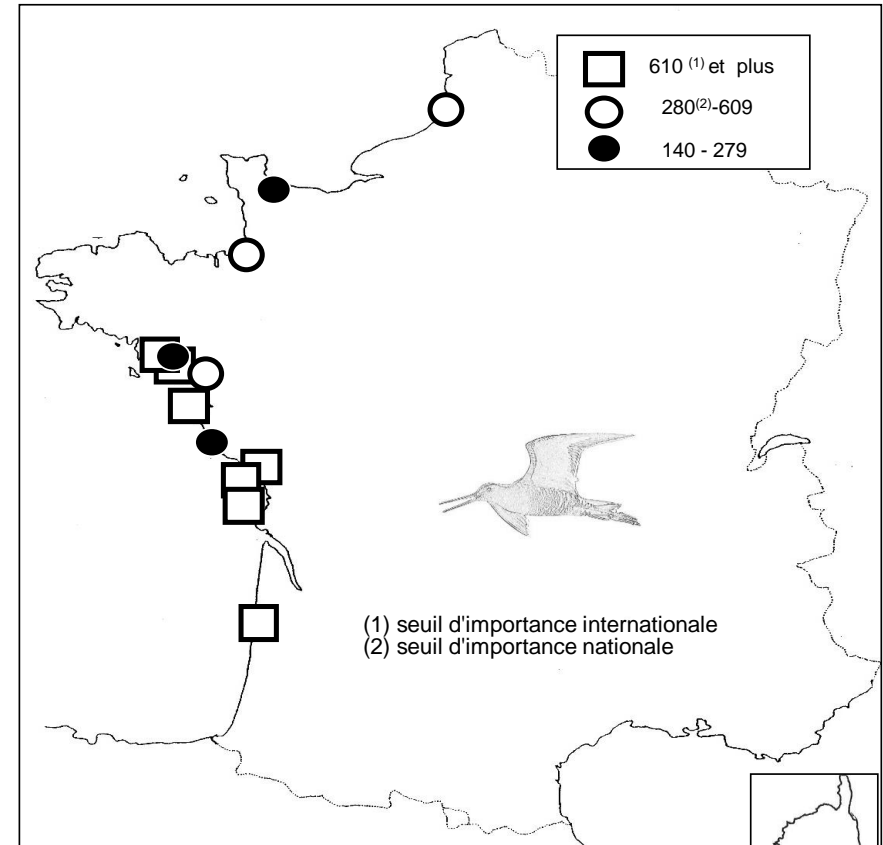 610 (1) et plus
280(2)-609
140 - 279
(1) seuil d'importance internationale
(2) seuil d'importance nationale